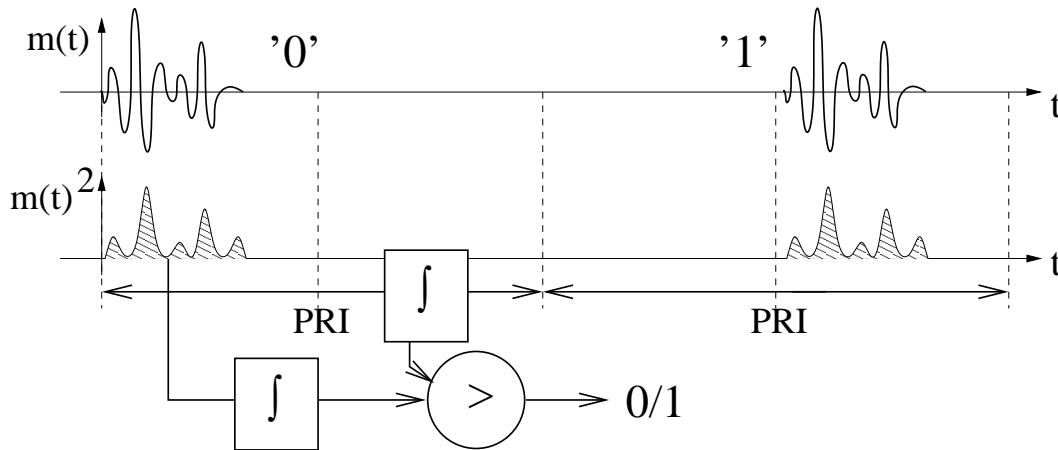 m(t) '0' '1'
t
m(t)²
t
∫
PRI PRI
∫ > 0/1